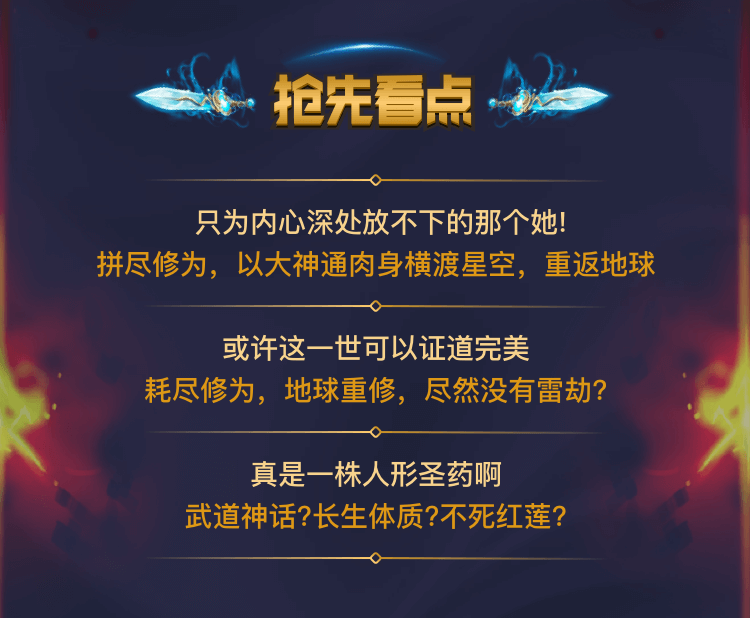 抢先看点
只为内心深处放不下的那个她!
拼尽修为，以大神通肉身横渡星空，重返地球
或许这一世可以证道完美
耗尽修为，地球重修，尽然没有雷劫?
真是一株人形圣药啊
武道神话?长生体质?不死红莲?